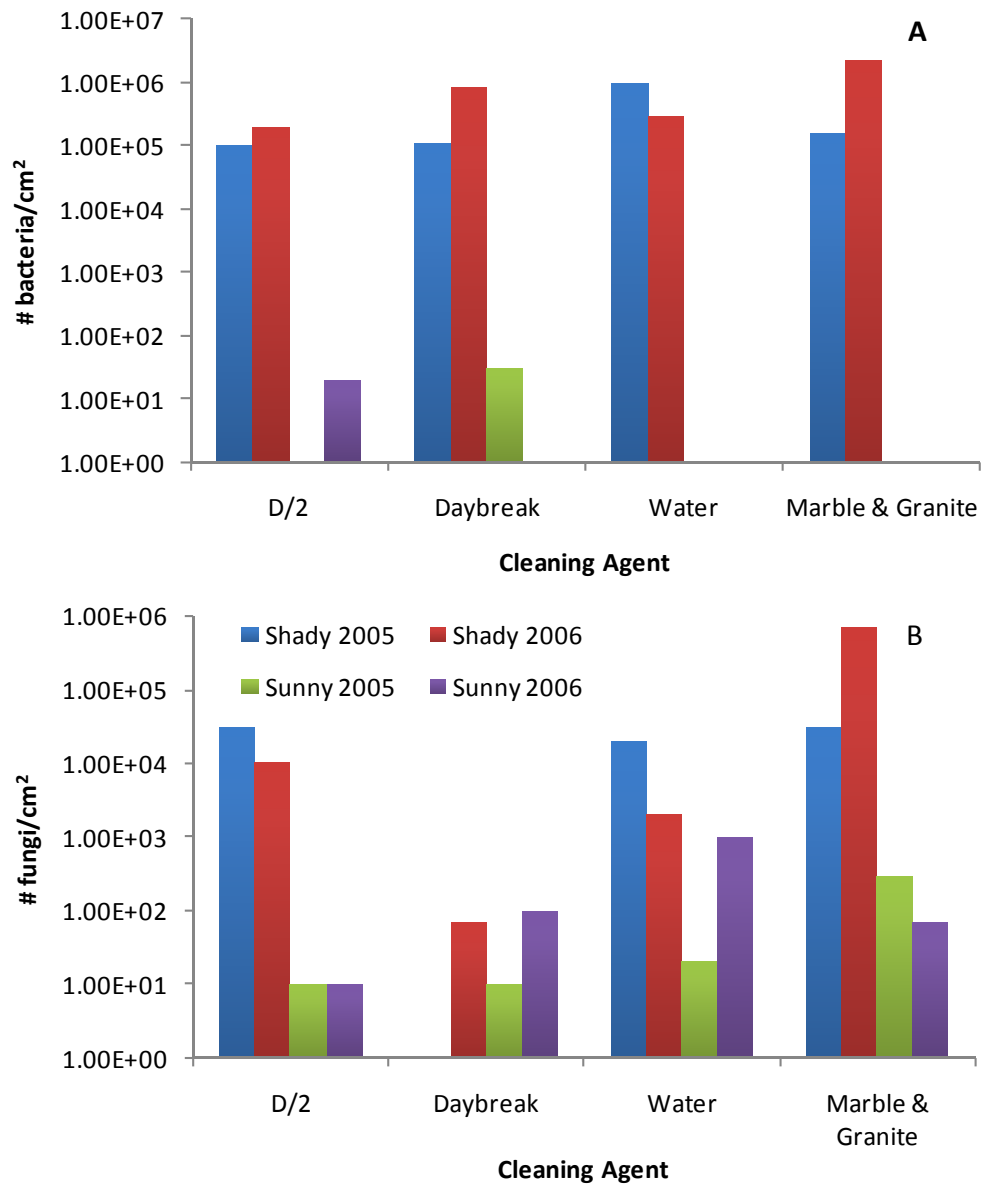 A
1.00E+07
1.00E+06
1.00E+05
1.00E+04
1.00E+03
1.00E+02
1.00E+01
1.00E+00
# bacteria/cm²
D/2 Daybreak Water Marble & Granite
Cleaning Agent
B
1.00E+06
1.00E+05
1.00E+04
1.00E+03
1.00E+02
1.00E+01
1.00E+00
# fungi/cm²
Shady 2005 Shady 2006
Sunny 2005 Sunny 2006
D/2 Daybreak Water Marble &
Granite
Cleaning Agent